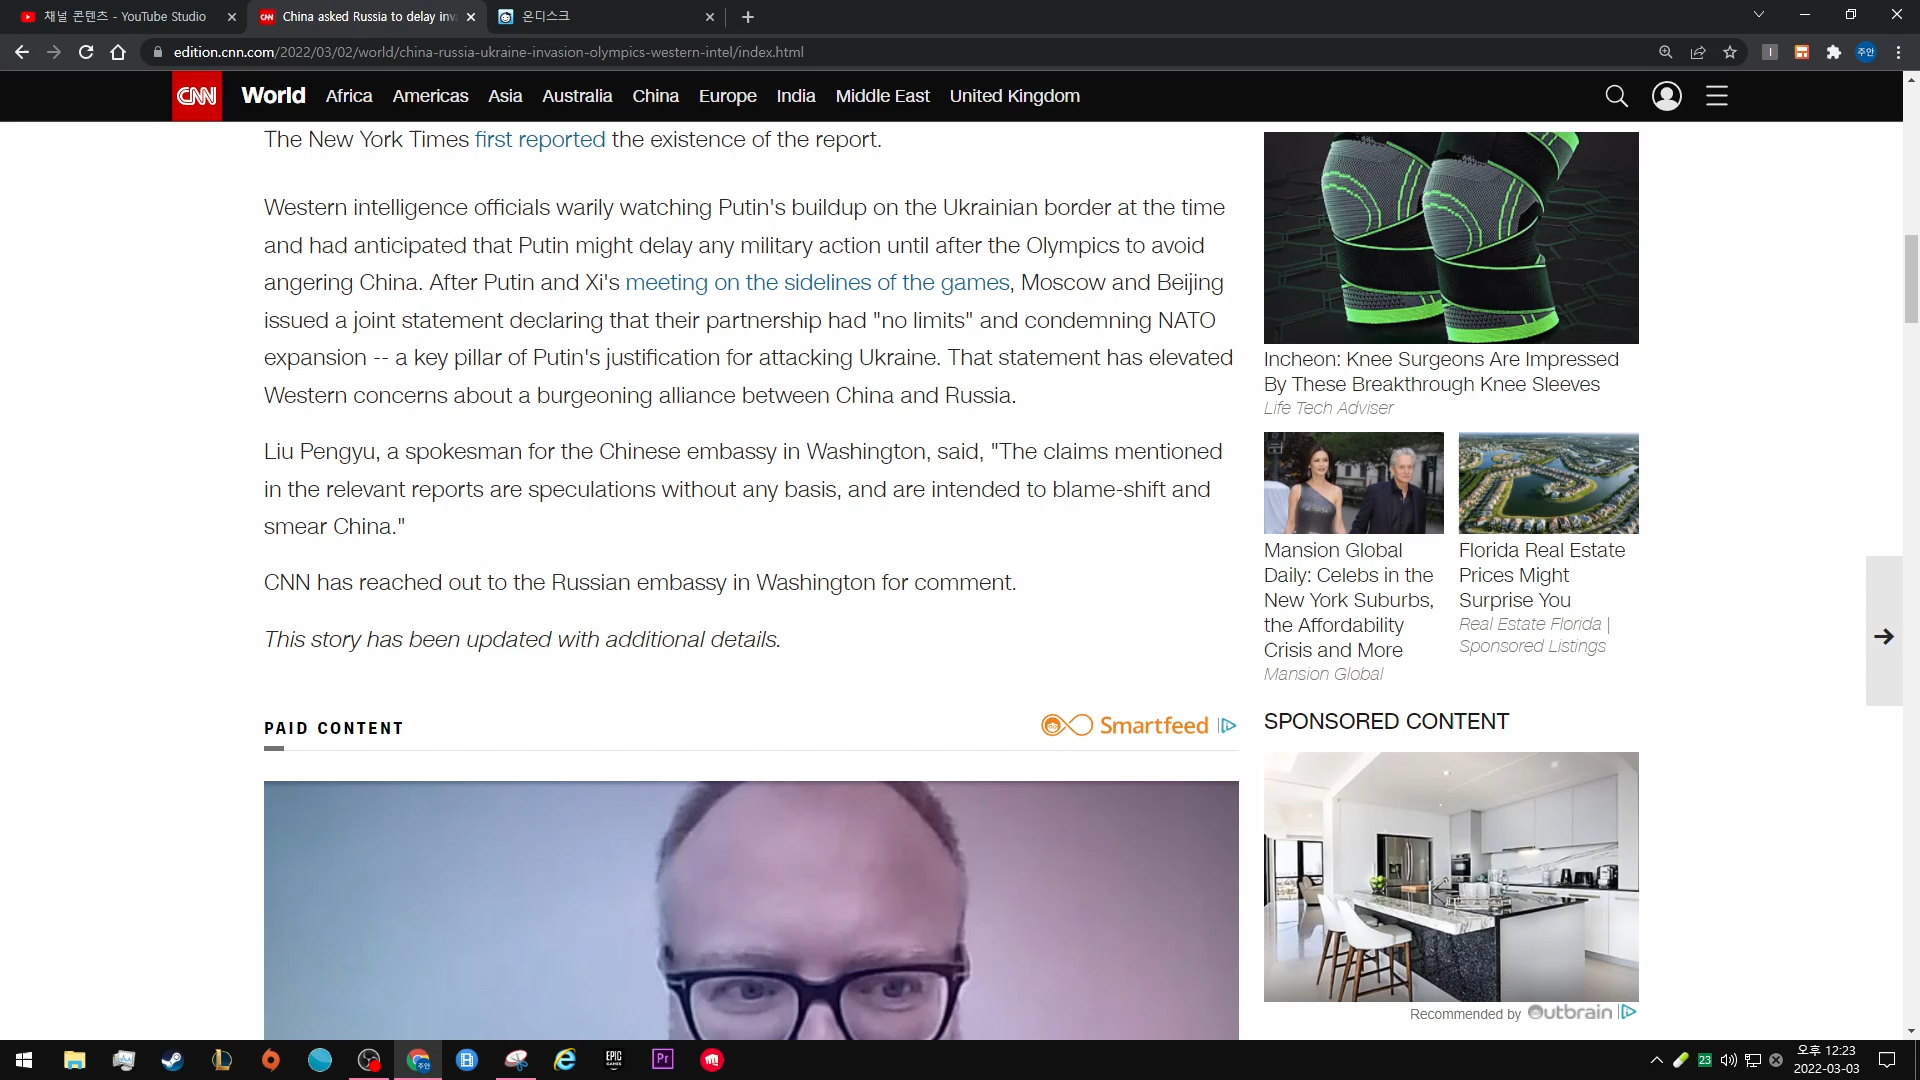 채널 콘텐츠 - YouTube Studio
China asked Russia to delay inva
온디스크
edition.cnn.com/2022/03/02/world/china-russia-ukraine-invasion-olympics-western-intel/index.html
주안
CNN World Africa Americas Asia Australia China Europe India Middle East United Kingdom
The New York Times first reported the existence of the report.
Western intelligence officials warily watching Putin's buildup on the Ukrainian border at the time
and had anticipated that Putin might delay any military action until after the Olympics to avoid
angering China. After Putin and Xi's meeting on the sidelines of the games, Moscow and Beijing
issued a joint statement declaring that their partnership had "no limits" and condemning NATO
expansion -- a key pillar of Putin's justification for attacking Ukraine. That statement has elevated
Western concerns about a burgeoning alliance between China and Russia.
Liu Pengyu, a spokesman for the Chinese embassy in Washington, said, "The claims mentioned
in the relevant reports are speculations without any basis, and are intended to blame-shift and
smear China."
CNN has reached out to the Russian embassy in Washington for comment.
This story has been updated with additional details.
PAID CONTENT
Smartfeed
Incheon: Knee Surgeons Are Impressed
By These Breakthrough Knee Sleeves
Life Tech Adviser
Mansion Global
Daily: Celebs in the
New York Suburbs,
the Affordability
Crisis and More
Mansion Global
Florida Real Estate
Prices Might
Surprise You
Real Estate Florida |
Sponsored Listings
SPONSORED CONTENT
Recommended by Outbrain
EPIC
GAMES
Pr
23
오후 12:23
2022-03-03